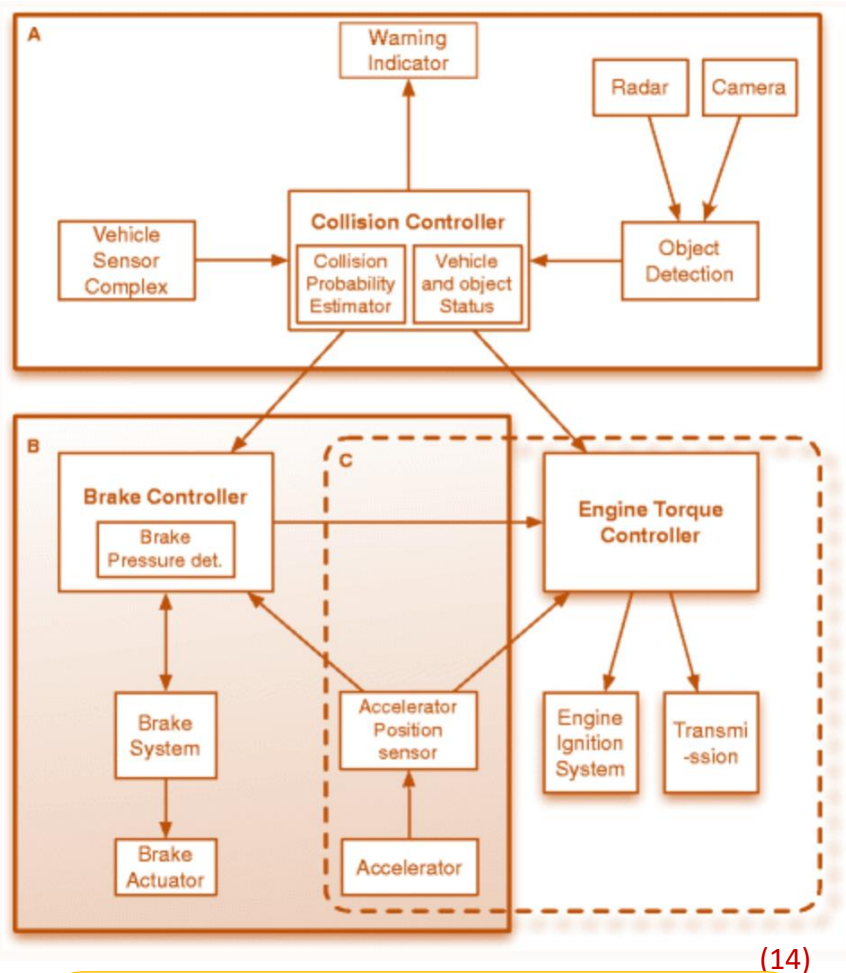 A
Warning
Indicator
Radar
Camera
Collision Controller
Vehicle
Sensor
Complex
Collision
Probability
Estimator
Vehicle
and object
Status
Object
Detection
B
C
Brake Controller
Brake
Pressure det.
Engine Torque
Controller
Brake
System
Accelerator
Position
sensor
Engine
Ignition
System
Transmi
-ssion
Brake
Actuator
Accelerator
(14)